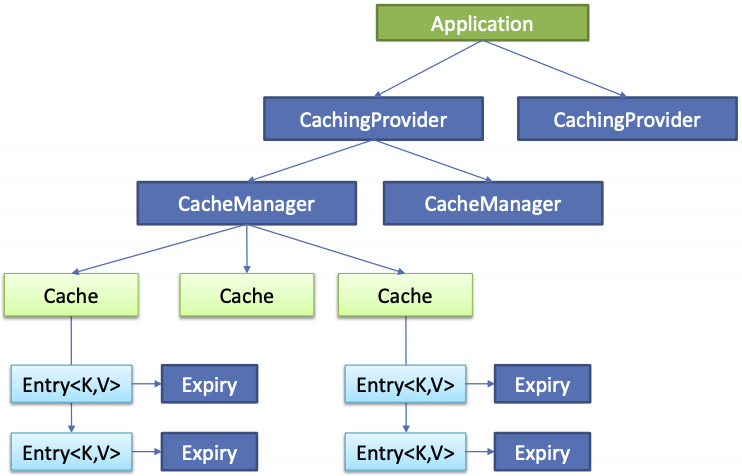 Application
CachingProvider
CachingProvider
CacheManager
CacheManager
Cache
Cache
Cache
Entry<K,V>
Expiry
Entry<K,V>
Expiry
Entry<K,V>
Expiry
Entry<K,V>
Expiry